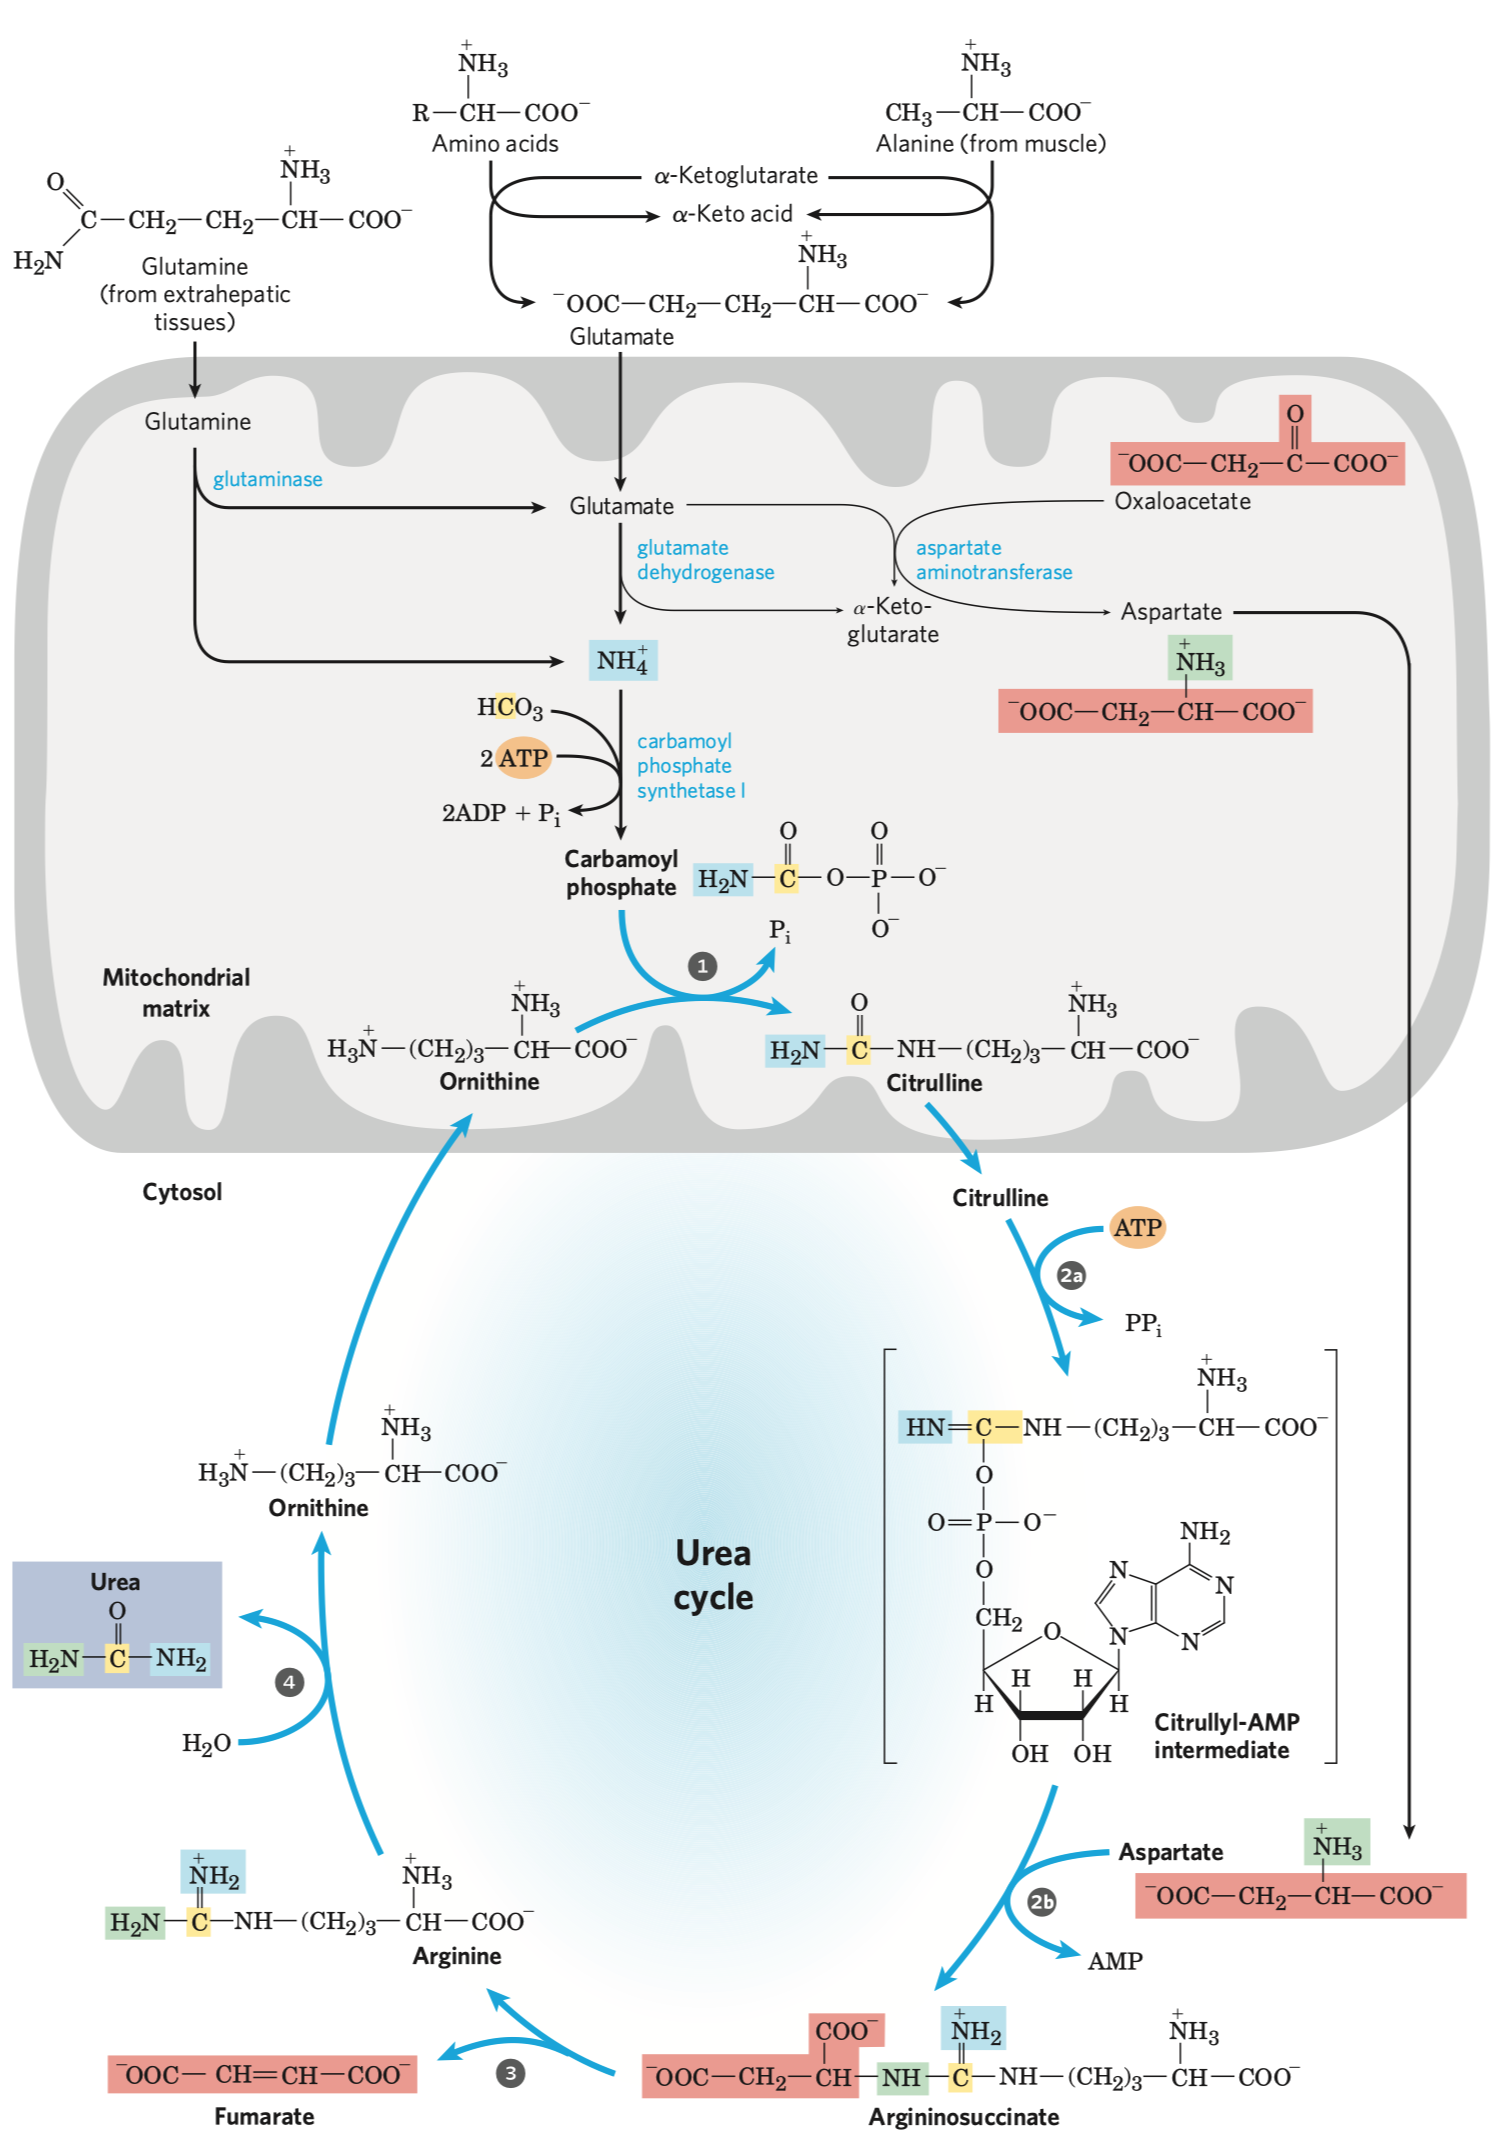 R—CH—COO⁻
⁺NH₃
Amino acids
CH₃—CH—COO⁻
⁺NH₃
Alanine (from muscle)
α-Ketoglutarate
α-Keto acid
O
C—CH₂—CH₂—CH—COO⁻
⁺NH₃
H₂N
Glutamine
(from extrahepatic
tissues)
⁺NH₃
⁻OOC—CH₂—CH₂—CH—COO⁻
Glutamate
Glutamine
glutaminase
Glutamate
O
⁻OOC—CH₂—C—COO⁻
Oxaloacetate
glutamate
dehydrogenase
aspartate
aminotransferase
α-Keto-
glutarate
Aspartate
⁺NH₃
⁻OOC—CH₂—CH—COO⁻
NH₄⁺
HCO₃
2 ATP
2ADP + Pᵢ
carbamoyl
phosphate
synthetase I
Carbamoyl
phosphate
O O
H₂N—C—O—P—O⁻
O⁻
Pᵢ
1
Mitochondrial
matrix
⁺NH₃
H₃N⁺—(CH₂)₃—CH—COO⁻
Ornithine
O ⁺NH₃
H₂N—C—NH—(CH₂)₃—CH—COO⁻
Citrulline
Cytosol
Citrulline
ATP
2a
PPᵢ
⁺NH₃
HN=C—NH—(CH₂)₃—CH—COO⁻
O
O=P—O⁻
O
CH₂
O
H H H H
OH OH
NH₂
N N
N N
Citrullyl-AMP
intermediate
⁺NH₃
H₃N⁺—(CH₂)₃—CH—COO⁻
Ornithine
Urea
cycle
Urea
O
H₂N—C—NH₂
4
H₂O
Aspartate
⁺NH₃
⁻OOC—CH₂—CH—COO⁻
2b
AMP
⁺NH₂ ⁺NH₃
H₂N—C—NH—(CH₂)₃—CH—COO⁻
Arginine
3
⁻OOC—CH=CH—COO⁻
Fumarate
COO⁻ ⁺NH₂ ⁺NH₃
⁻OOC—CH₂—CH—NH—C—NH—(CH₂)₃—CH—COO⁻
Argininosuccinate